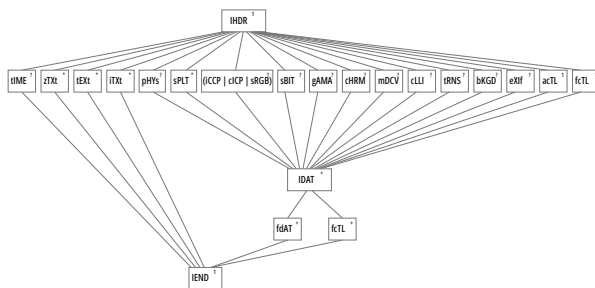 IHDR 1
tIME ? zTXt * tEXt * iTXt * pHYs ? sPLT * (iCCP | cICP | sRGB) ? sBIT ? gAMA ? cHRM ? mDCV ? cLLI ? tRNS ? bKGD ? eXIf ? acTL 1 fcTL
IDAT +
fdAT * fcTL *
IEND 1